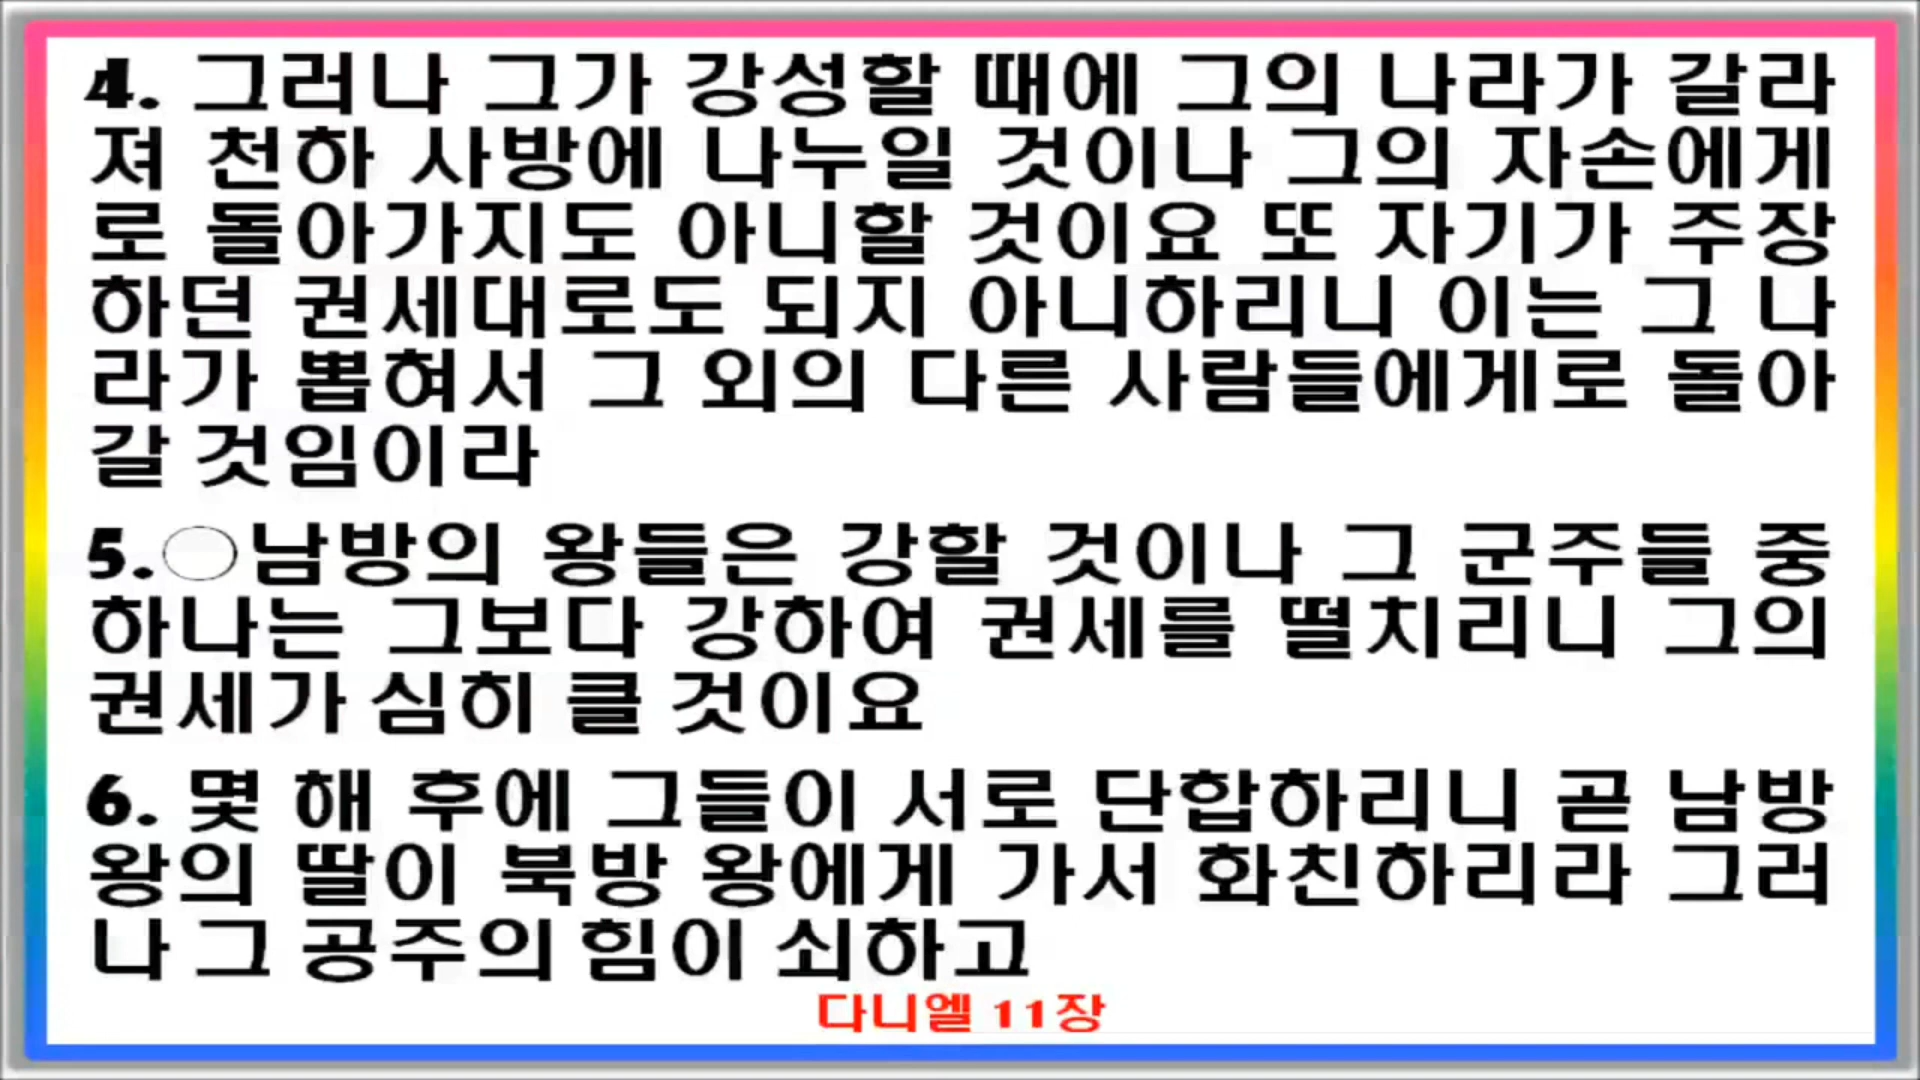 4. 그러나 그가 강성할 때에 그의 나라가 갈라
져 천하 사방에 나누일 것이나 그의 자손에게
로 돌아가지도 아니할 것이요 또 자기가 주장
하던 권세대로도 되지 아니하리니 이는 그 나
라가 뽑혀서 그 외의 다른 사람들에게로 돌아
갈 것임이라
5.○남방의 왕들은 강할 것이나 그 군주들 중
하나는 그보다 강하여 권세를 떨치리니 그의
권세가 심히 클 것이요
6. 몇 해 후에 그들이 서로 단합하리니 곧 남방
왕의 딸이 북방 왕에게 가서 화친하리라 그러
나 그 공주의 힘이 쇠하고
다니엘 11장